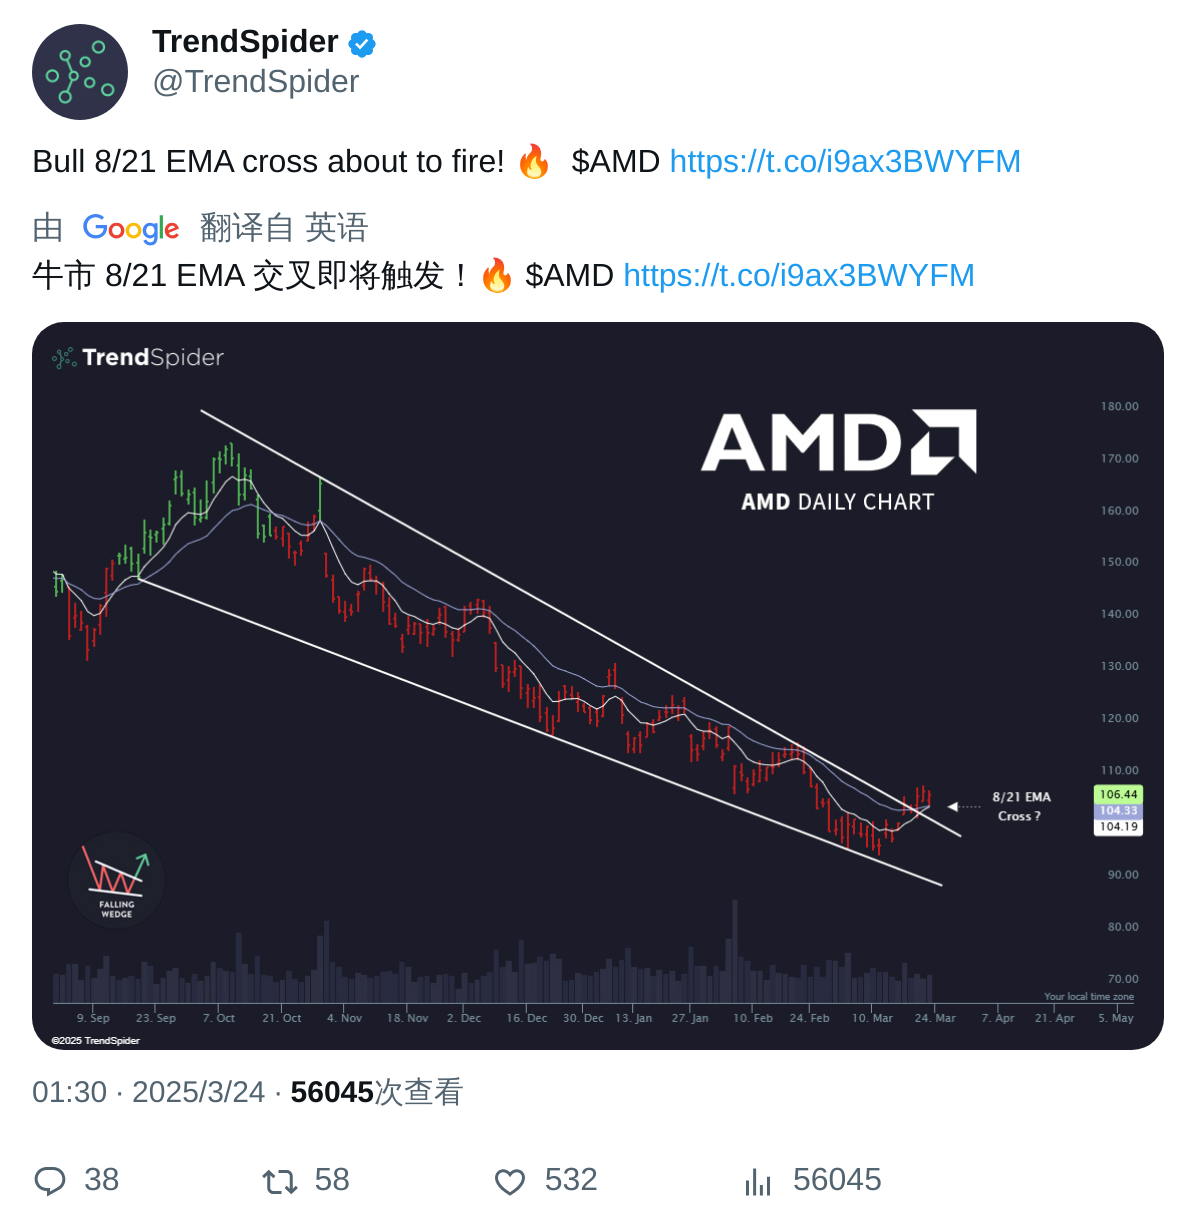 TrendSpider
@TrendSpider
Bull 8/21 EMA cross about to fire! 🔥 $AMD https://t.co/i9ax3BWYFM
由 Google 翻译自 英语
牛市 8/21 EMA 交叉即将触发！🔥 $AMD https://t.co/i9ax3BWYFM
TrendSpider
AMD
AMD DAILY CHART
180.00
170.00
160.00
150.00
140.00
130.00
120.00
110.00
106.44
104.33
104.19
90.00
80.00
70.00
8/21 EMA
Cross ?
FALLING
WEDGE
Your local time zone
9. Sep 23. Sep 7. Oct 21. Oct 4. Nov 18. Nov 2. Dec 16. Dec 30. Dec 13. Jan 27. Jan 10. Feb 24. Feb 10. Mar 24. Mar 7. Apr 21. Apr 5. May
©2025 TrendSpider
01:30 · 2025/3/24 · 56045次查看
38 58 532 56045